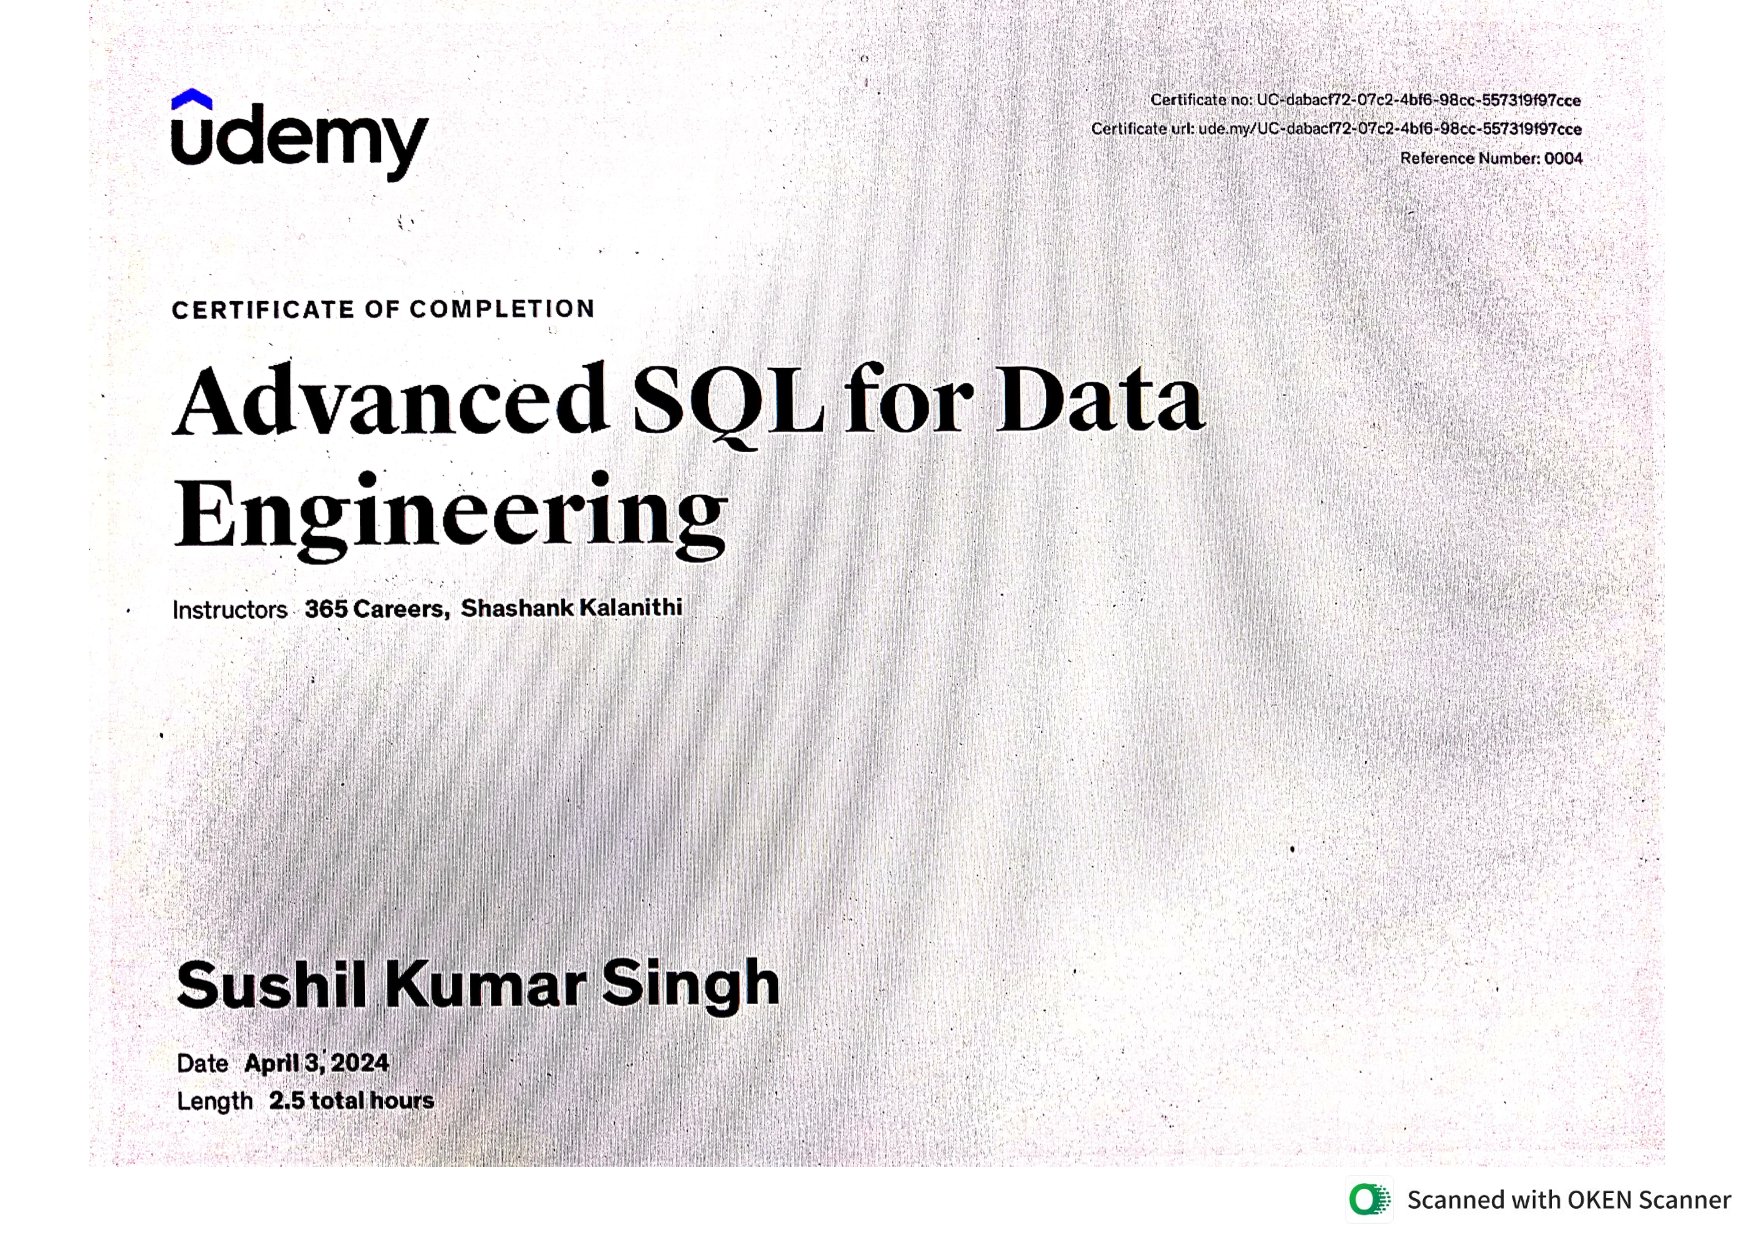 udemy
Certificate no: UC-dabacf72-07c2-4bf6-98cc-557319f97cce
Certificate url: ude.my/UC-dabacf72-07c2-4bf6-98cc-557319f97cce
Reference Number: 0004
CERTIFICATE OF COMPLETION
Advanced SQL for Data
Engineering
Instructors 365 Careers, Shashank Kalanithi
Sushil Kumar Singh
Date April 3, 2024
Length 2.5 total hours
Scanned with OKEN Scanner